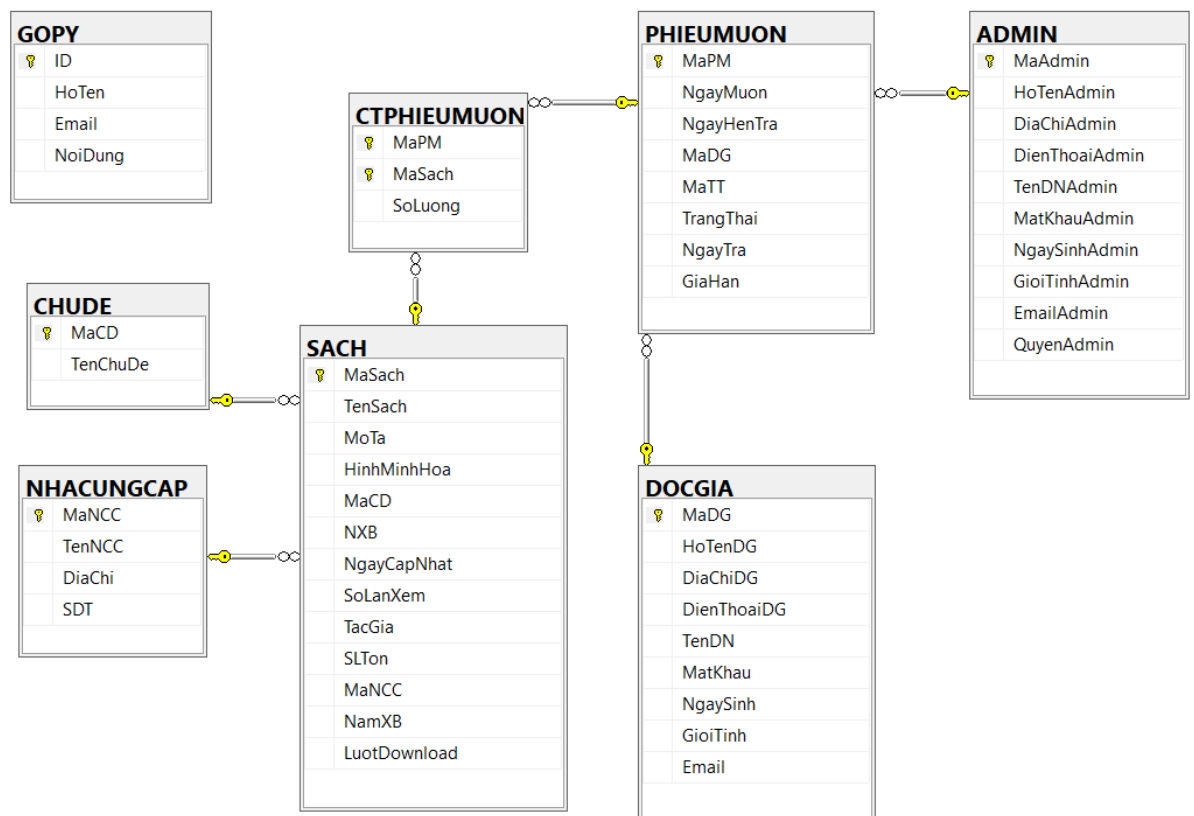 GOPY
ID
HoTen
Email
NoiDung
CTPHIEUMUON
MaPM
MaSach
SoLuong
PHIEUMUON
MaPM
NgayMuon
NgayHenTra
MaDG
MaTT
TrangThai
NgayTra
GiaHan
ADMIN
MaAdmin
HoTenAdmin
DiaChiAdmin
DienThoaiAdmin
TenDNAdmin
MatKhauAdmin
NgaySinhAdmin
GioiTinhAdmin
EmailAdmin
QuyenAdmin
CHUDE
MaCD
TenChuDe
NHACUNGCAP
MaNCC
TenNCC
DiaChi
SDT
SACH
MaSach
TenSach
MoTa
HinhMinhHoa
MaCD
NXB
NgayCapNhat
SoLanXem
TacGia
SLTon
MaNCC
NamXB
LuotDownload
DOCGIA
MaDG
HoTenDG
DiaChiDG
DienThoaiDG
TenDN
MatKhau
NgaySinh
GioiTinh
Email